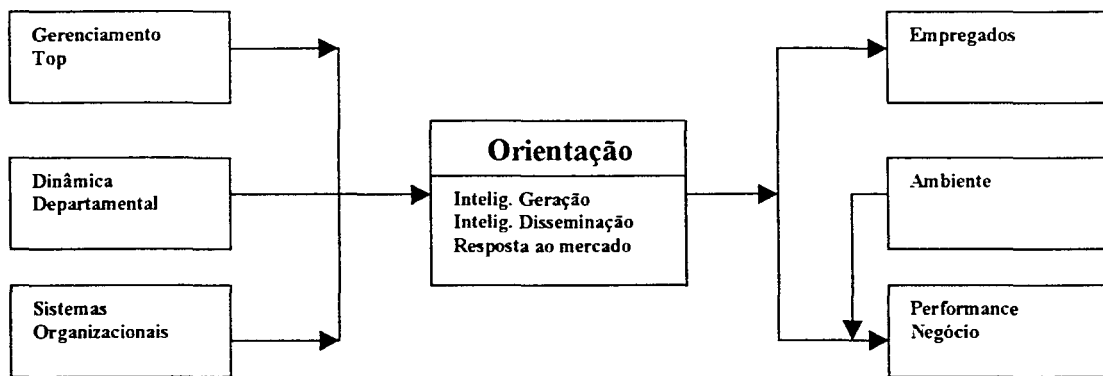 Gerenciamento
Top
Dinâmica
Departamental
Sistemas
Organizacionais
Orientação
Intelig. Geração
Intelig. Disseminação
Resposta ao mercado
Empregados
Ambiente
Performance
Negócio